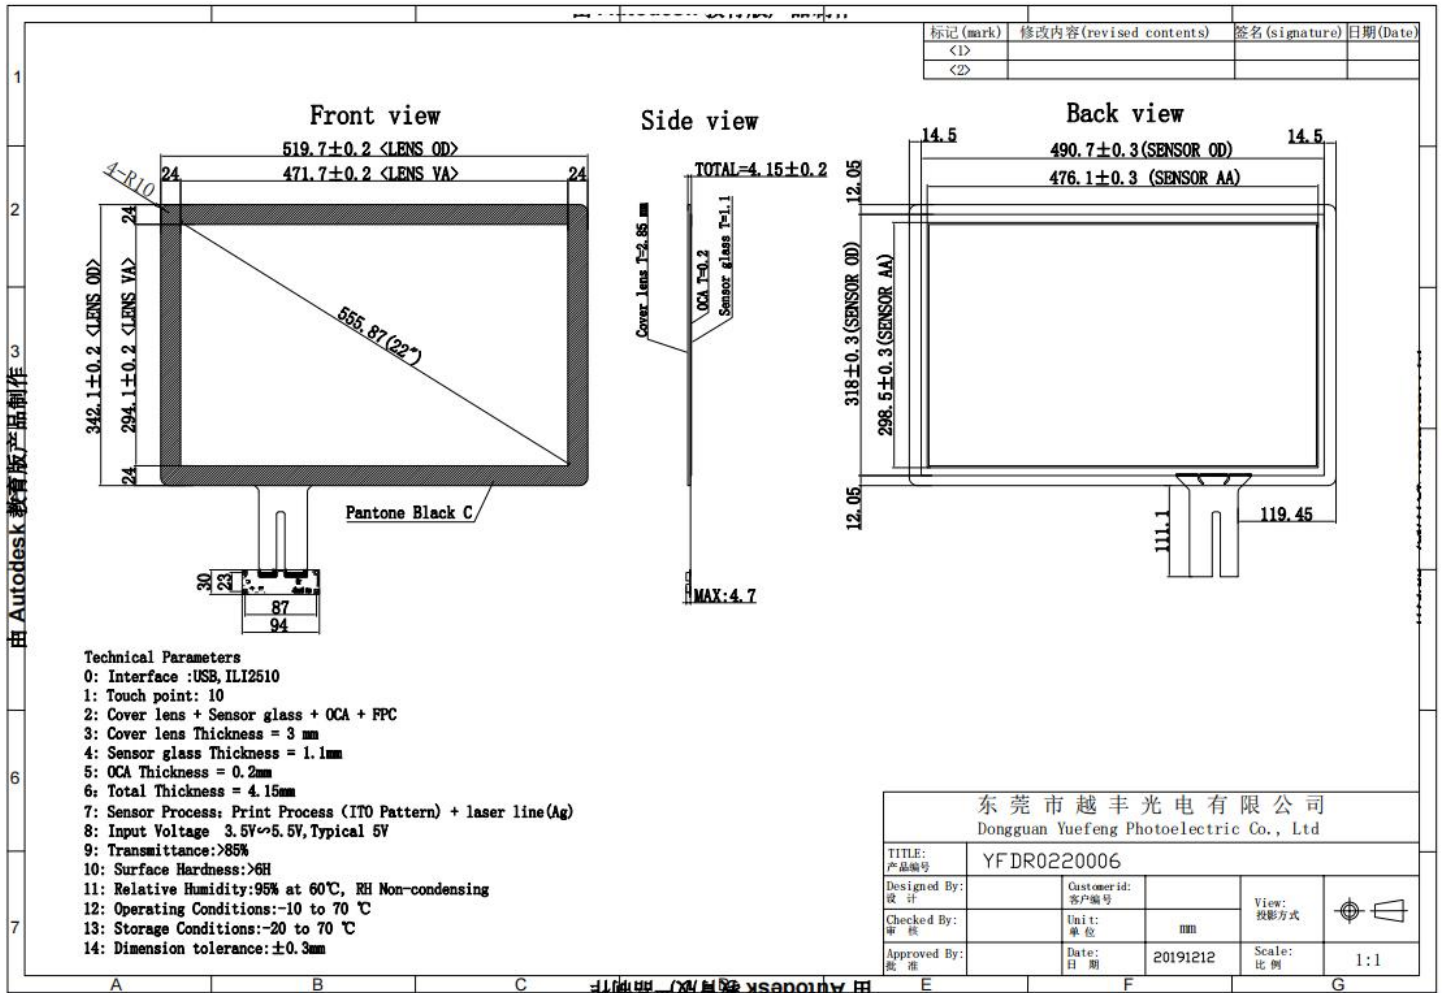 标记(mark) 修改内容(revised contents) 签名(signature) 日期(Date)
<1>
<2>
Front view
519.7±0.2 <LENS OD>
24 471.7±0.2 <LENS VA> 24
4-R10
24
342.1±0.2 <LENS OD>
294.1±0.2 <LENS VA>
24
555.87(22″)
Pantone Black C
30
23
87
94
Side view
TOTAL=4.15±0.2
Cover lens T=2.85 mm
OCA T=0.2
Sensor glass T=1.1
MAX:4.7
Back view
14.5 14.5
490.7±0.3(SENSOR OD)
476.1±0.3 (SENSOR AA)
12.05
318±0.3(SENSOR OD)
298.5±0.3(SENSOR AA)
12.05
111.1
119.45
Technical Parameters
0: Interface :USB,ILI2510
1: Touch point: 10
2: Cover lens + Sensor glass + OCA + FPC
3: Cover lens Thickness = 3 mm
4: Sensor glass Thickness = 1.1mm
5: OCA Thickness = 0.2mm
6: Total Thickness = 4.15mm
7: Sensor Process: Print Process (ITO Pattern) + laser line(Ag)
8: Input Voltage 3.5V∽5.5V,Typical 5V
9: Transmittance:>85%
10: Surface Hardness:>6H
11: Relative Humidity:95% at 60℃, RH Non-condensing
12: Operating Conditions:-10 to 70 ℃
13: Storage Conditions:-20 to 70 ℃
14: Dimension tolerance:±0.3mm
东莞市越丰光电有限公司
Dongguan Yuefeng Photoelectric Co., Ltd
TITLE: YFDR0220006
产品编号
Designed By: Customerid:
设 计 客户编号
View:
投影方式
Checked By: Unit: mm
审 核 单 位
Approved By: Date: 20191212 Scale: 1:1
批 准 日 期 比 例
1
2
3
6
7
A B C E F G
由 Autodesk 教育版产品制作
由 Autodesk 教育版产品制作